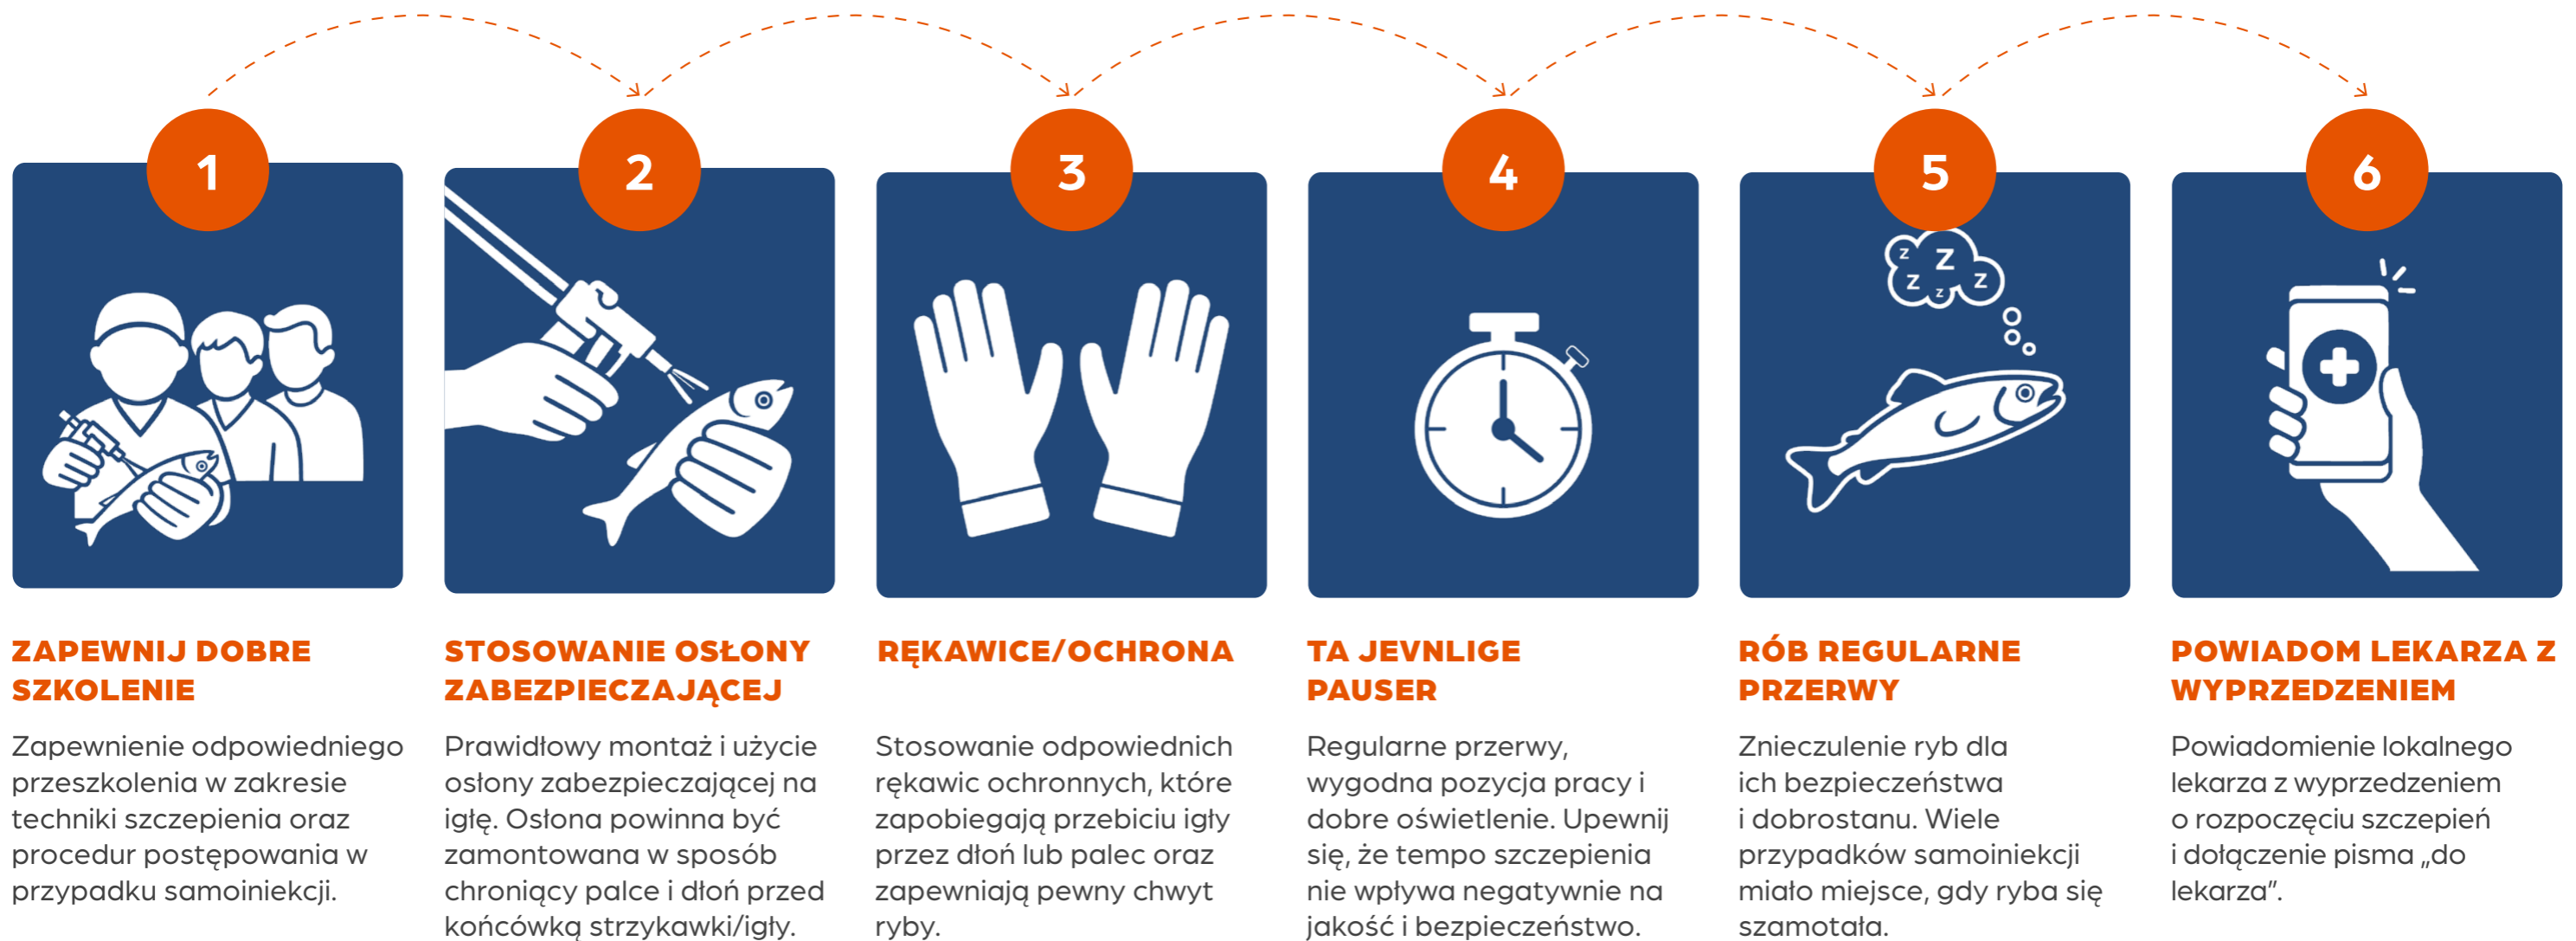 1
ZAPEWNIJ DOBRE
SZKOLENIE
Zapewnienie odpowiedniego
przeszkolenia w zakresie
techniki szczepienia oraz
procedur postępowania w
przypadku samoiniekcji.
2
STOSOWANIE OSŁONY
ZABEZPIECZAJĄCEJ
Prawidłowy montaż i użycie
osłony zabezpieczającej na
igłę. Osłona powinna być
zamontowana w sposób
chroniący palce i dłoń przed
końcówką strzykawki/igły.
3
RĘKAWICE/OCHRONA
Stosowanie odpowiednich
rękawic ochronnych, które
zapobiegają przebiciu igły
przez dłoń lub palec oraz
zapewniają pewny chwyt
ryby.
4
TA JEVNLIGE
PAUSER
Regularne przerwy,
wygodna pozycja pracy i
dobre oświetlenie. Upewnij
się, że tempo szczepienia
nie wpływa negatywnie na
jakość i bezpieczeństwo.
5
z Z
z z Z
RÓB REGULARNE
PRZERWY
Znieczulenie ryb dla
ich bezpieczeństwa
i dobrostanu. Wiele
przypadków samoiniekcji
miało miejsce, gdy ryba się
szamotała.
6
POWIADOM LEKARZA Z
WYPRZEDZENIEM
Powiadomienie lokalnego
lekarza z wyprzedzeniem
o rozpoczęciu szczepień
i dołączenie pisma „do
lekarza”.